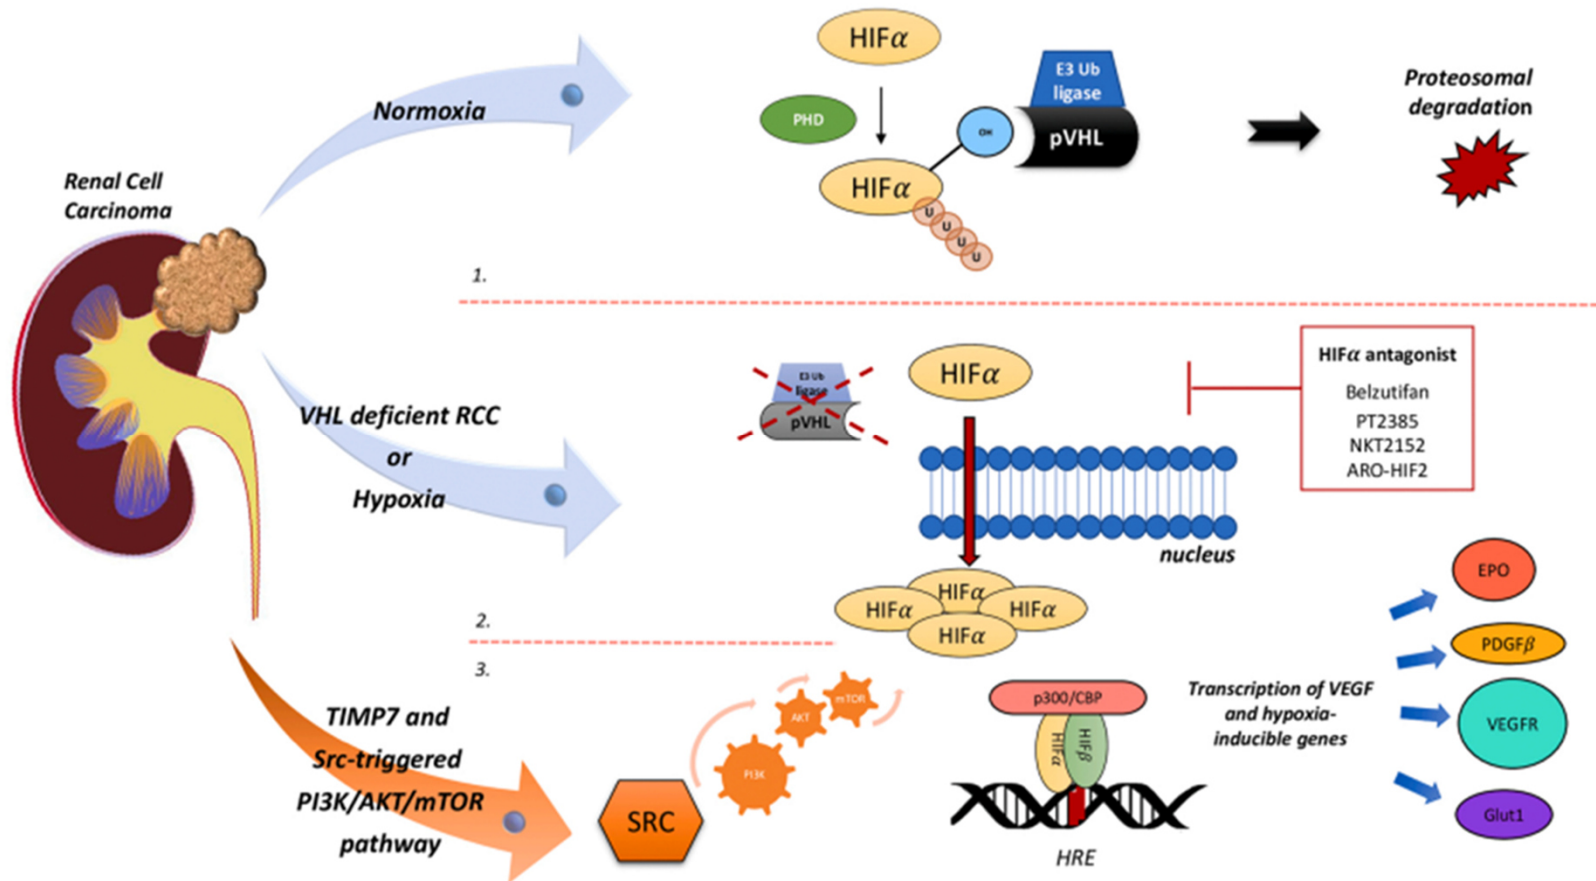 Renal Cell
Carcinoma
Normoxia
HIFα
PHD
HIFα
OH
E3 Ub
ligase
pVHL
U
U
U
U
Proteosomal
degradation
1.
VHL deficient RCC
or
Hypoxia
E3 Ub
ligase
pVHL
HIFα
HIFα antagonist
Belzutifan
PT2385
NKT2152
ARO-HIF2
nucleus
HIFα
HIFα
HIFα
HIFα
2.
3.
TIMP7 and
Src-triggered
PI3K/AKT/mTOR
pathway
SRC
PI3K
AKT
mTOR
p300/CBP
HIFα
HIFβ
HRE
Transcription of VEGF
and hypoxia-
inducible genes
EPO
PDGFβ
VEGFR
Glut1